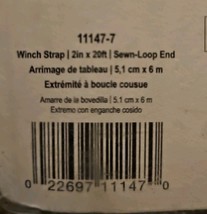 11147-7
Winch Strap | 2in x 20ft | Sewn-Loop End
Arrimage de tableau | 5,1 cm x 6 m
Extrémité à boucle cousue
Amarre de la bovedilla | 5,1 cm x 6 m
Extremo con enganche cosido
0 22697 11147 0